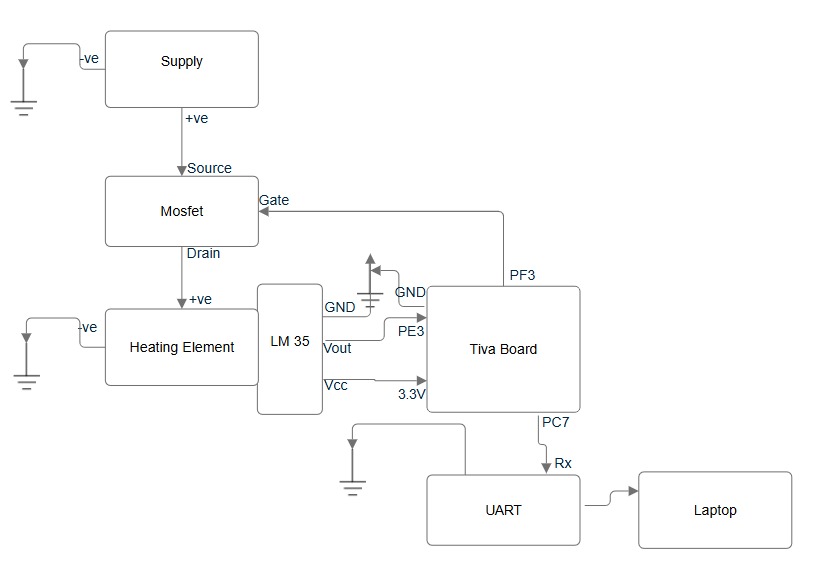 Supply
-ve
+ve
Source
Mosfet
Gate
Drain
PF3
+ve
GND
GND
-ve
PE3
Heating Element
LM 35
Vout
Tiva Board
Vcc
3.3V
PC7
Rx
UART
Laptop